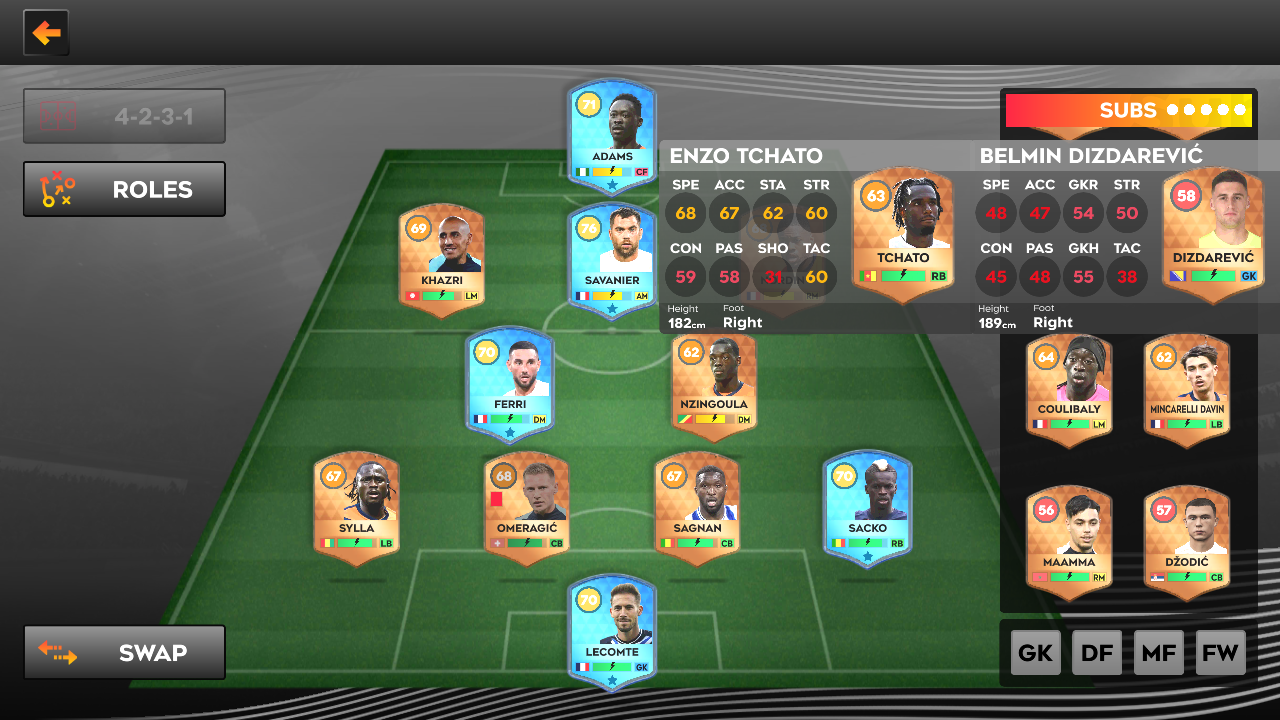 71
ADAMS
CF
4-2-3-1
SUBS
ROLES
ENZO TCHATO
SPE ACC STA STR
68 67 62 60
CON PAS SHO TAC
59 58 31 60
Height Foot
182cm Right
63
TCHATO
RB
BELMIN DIZDAREVIĆ
SPE ACC GKR STR
48 47 54 50
CON PAS GKH TAC
45 48 55 38
Height Foot
189cm Right
58
DIZDAREVIĆ
GK
69
KHAZRI
LM
76
SAVANIER
AM
70
FERRI
DM
62
NZINGOULA
DM
64
COULIBALY
LM
62
MINCARELLI DAVIN
LB
67
SYLLA
LB
68
OMERAGIĆ
CB
67
SAGNAN
CB
70
SACKO
RB
56
MAAMMA
RM
57
DŽODIĆ
CB
70
LECOMTE
GK
SWAP
GK DF MF FW